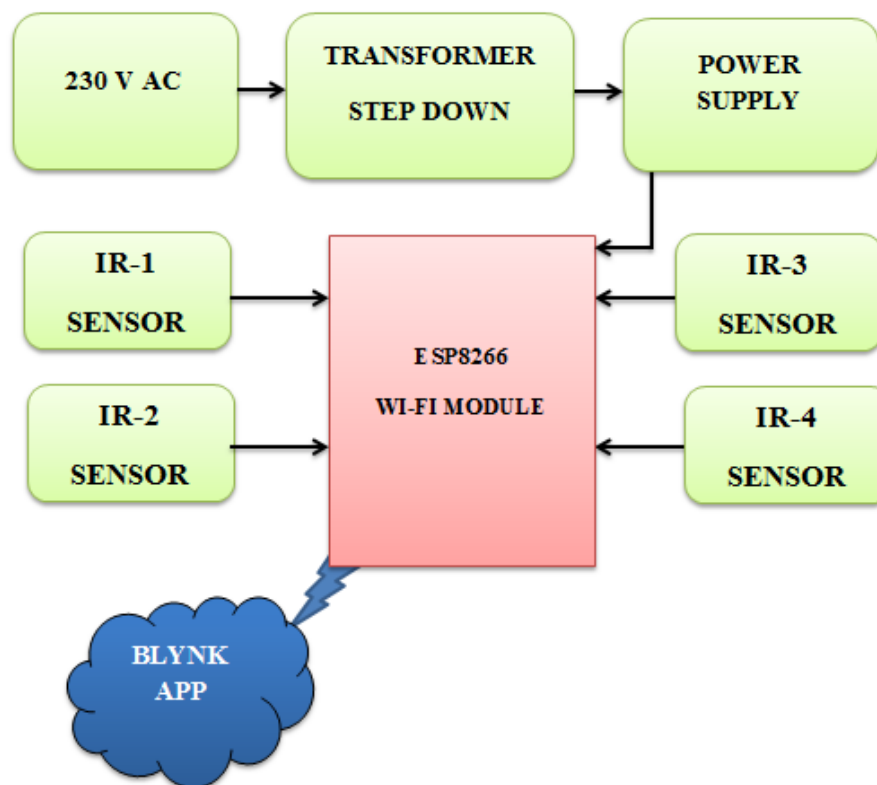 230 V AC
TRANSFORMER
STEP DOWN
POWER
SUPPLY
IR-1
SENSOR
IR-3
SENSOR
ESP8266
WI-FI MODULE
IR-2
SENSOR
IR-4
SENSOR
BLYNK
APP